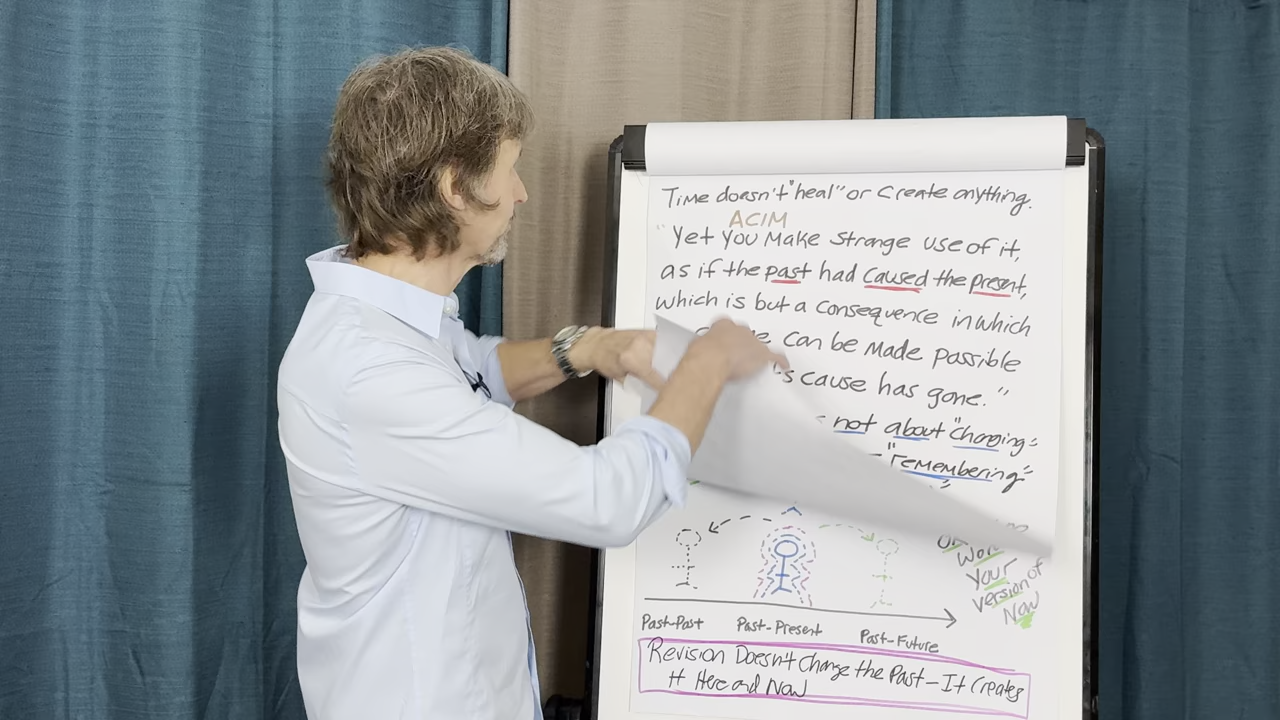 Time doesn't "heal" or create anything.
ACIM
"Yet you make strange use of it,
as if the past had caused the present,
which is but a consequence in which
can be made possible
cause has gone."
not about "changing"
"remembering"
Your
version of
Now
Past-Past Past-Present Past-Future
Revision Doesn't Change the Past – It Creates
It Here and Now